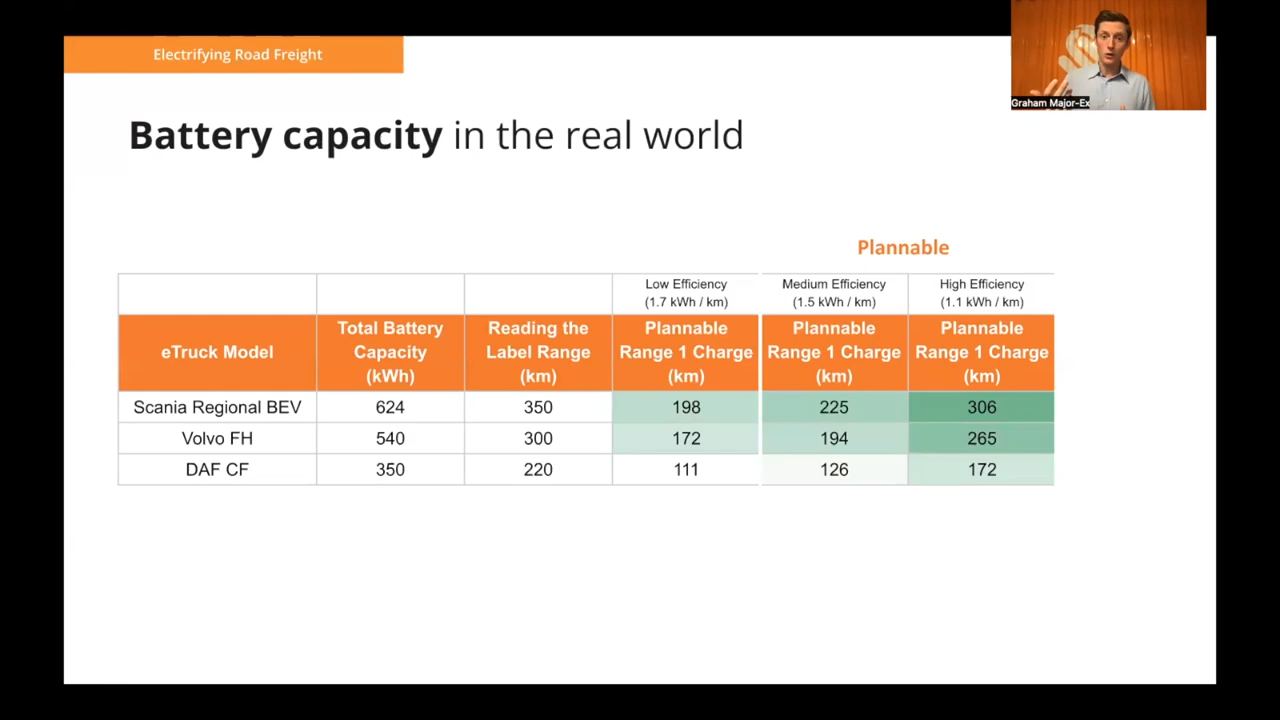 Electrifying Road Freight
Graham Major-Ex
Battery capacity in the real world
Plannable
Low Efficiency
(1.7 kWh / km)
Medium Efficiency
(1.5 kWh / km)
High Efficiency
(1.1 kWh / km)
eTruck Model
Total Battery
Capacity
(kWh)
Reading the
Label Range
(km)
Plannable
Range 1 Charge
(km)
Plannable
Range 1 Charge
(km)
Plannable
Range 1 Charge
(km)
Scania Regional BEV 624 350 198 225 306
Volvo FH 540 300 172 194 265
DAF CF 350 220 111 126 172